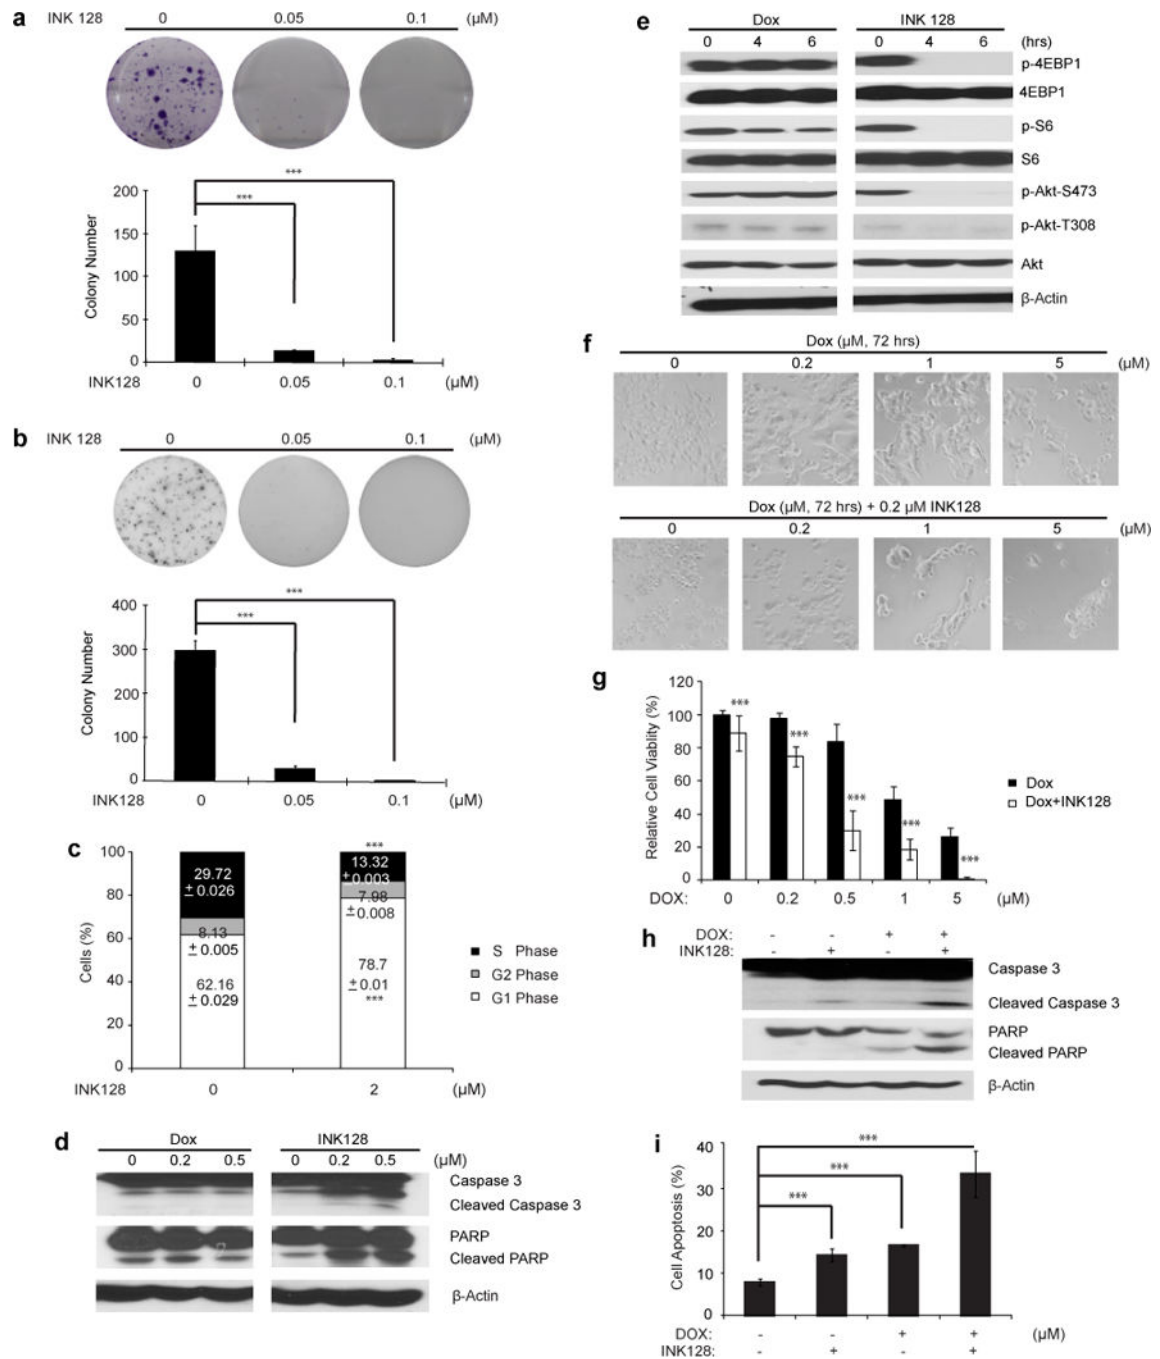 a
INK 128 0 0.05 0.1 (µM)
***
***
200
150
100
50
0
Colony Number
INK128 0 0.05 0.1 (µM)
b
INK 128 0 0.05 0.1 (µM)
***
***
400
300
200
100
0
Colony Number
INK128 0 0.05 0.1 (µM)
c
***
100
80
60
40
20
0
Cells (%)
29.72
±0.026
8.13
±0.005
62.16
±0.029
13.32
±0.003
7.98
±0.008
78.7
±0.01
***
S Phase
G2 Phase
G1 Phase
INK128 0 2 (µM)
d
Dox INK128
0 0.2 0.5 0 0.2 0.5 (µM)
Caspase 3
Cleaved Caspase 3
PARP
Cleaved PARP
β-Actin
e
Dox INK 128
0 4 6 0 4 6 (hrs)
p-4EBP1
4EBP1
p-S6
S6
p-Akt-S473
p-Akt-T308
Akt
β-Actin
f
Dox (µM, 72 hrs)
0 0.2 1 5 (µM)
Dox (µM, 72 hrs) + 0.2 µM INK128
0 0.2 1 5 (µM)
g
120
100
80
60
40
20
0
Relative Cell Viablity (%)
***
***
***
***
***
Dox
Dox+INK128
DOX: 0 0.2 0.5 1 5 (µM)
h
DOX: - - + +
INK128: - + - +
Caspase 3
Cleaved Caspase 3
PARP
Cleaved PARP
β-Actin
i
40
30
20
10
0
Cell Apoptosis (%)
***
***
***
DOX: - - + + (µM)
INK128: - + - +